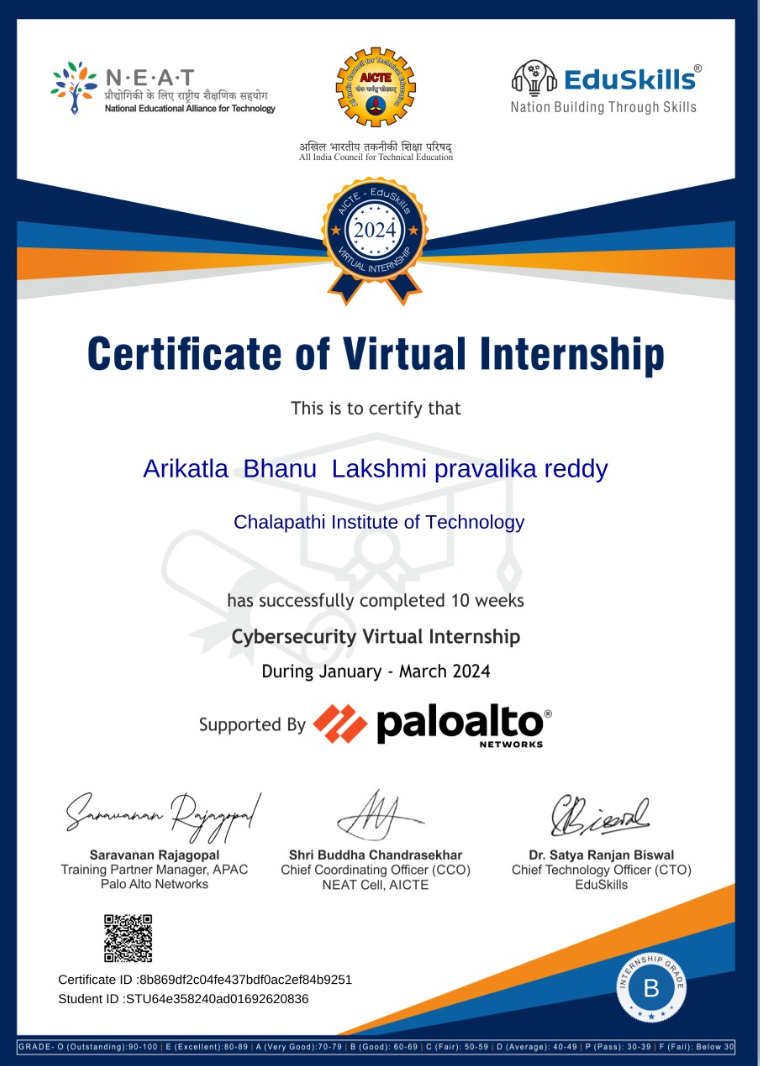 N·E·A·T
प्रौद्योगिकी के लिए राष्ट्रीय शैक्षणिक सहयोग
National Educational Alliance for Technology
All India Council for Technical Education
AICTE
EduSkills®
Nation Building Through Skills
अखिल भारतीय तकनीकी शिक्षा परिषद्
All India Council for Technical Education
AICTE - EduSkills
2024
VIRTUAL INTERNSHIP
Certificate of Virtual Internship
This is to certify that
Arikatla Bhanu Lakshmi pravalika reddy
Chalapathi Institute of Technology
has successfully completed 10 weeks
Cybersecurity Virtual Internship
During January - March 2024
Supported By paloalto®
NETWORKS
Saravanan Rajagopal
Saravanan Rajagopal
Training Partner Manager, APAC
Palo Alto Networks
Shri Buddha Chandrasekhar
Chief Coordinating Officer (CCO)
NEAT Cell, AICTE
Dr. Satya Ranjan Biswal
Chief Technology Officer (CTO)
EduSkills
Certificate ID :8b869df2c04fe437bdf0ac2ef84b9251
Student ID :STU64e358240ad01692620836
INTERNSHIP GRADE
B
GRADE- O (Outstanding):90-100 | E (Excellent):80-89 | A (Very Good):70-79 | B (Good): 60-69 | C (Fair): 50-59 | D (Average): 40-49 | P (Pass): 30-39 | F (Fail): Below 30